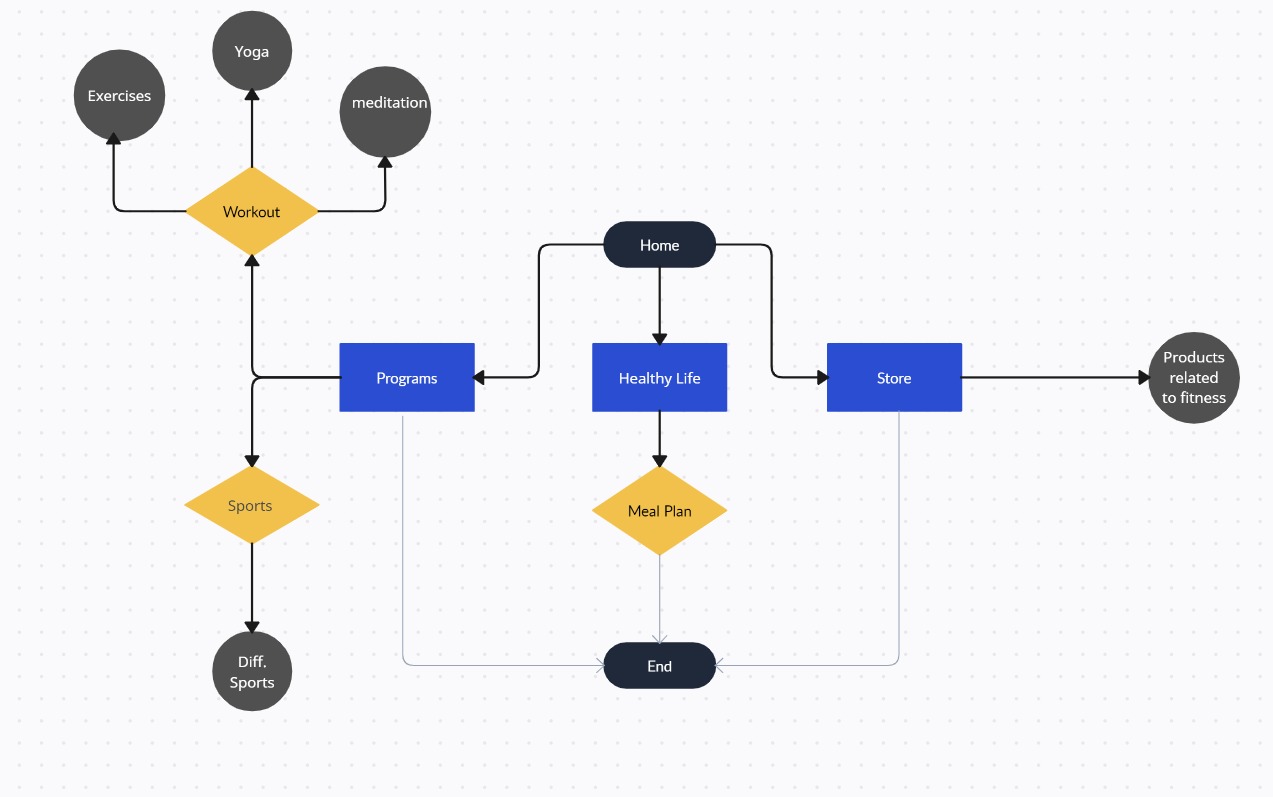 Yoga
Exercises
meditation
Workout
Home
Programs
Healthy Life
Store
Products
related
to fitness
Sports
Meal Plan
Diff.
Sports
End